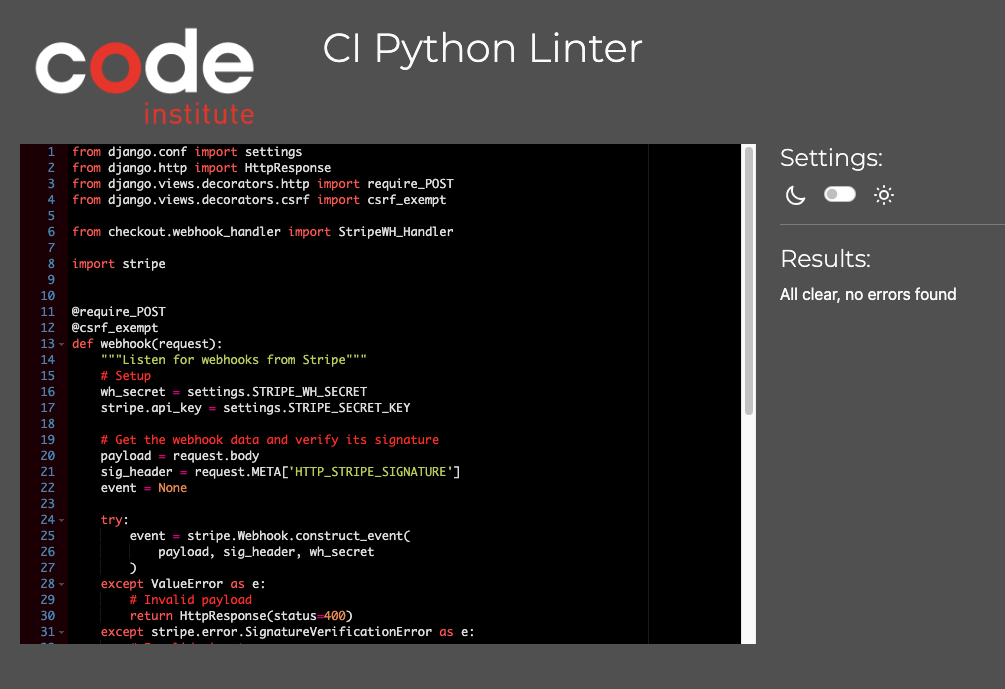 code
institute
CI Python Linter
1 from django.conf import settings
2 from django.http import HttpResponse
3 from django.views.decorators.http import require_POST
4 from django.views.decorators.csrf import csrf_exempt
5
6 from checkout.webhook_handler import StripeWH_Handler
7
8 import stripe
9
10
11 @require_POST
12 @csrf_exempt
13 def webhook(request):
14     """Listen for webhooks from Stripe"""
15     # Setup
16     wh_secret = settings.STRIPE_WH_SECRET
17     stripe.api_key = settings.STRIPE_SECRET_KEY
18
19     # Get the webhook data and verify its signature
20     payload = request.body
21     sig_header = request.META['HTTP_STRIPE_SIGNATURE']
22     event = None
23
24     try:
25         event = stripe.Webhook.construct_event(
26             payload, sig_header, wh_secret
27         )
28     except ValueError as e:
29         # Invalid payload
30         return HttpResponse(status=400)
31     except stripe.error.SignatureVerificationError as e:
Settings:
Results:
All clear, no errors found